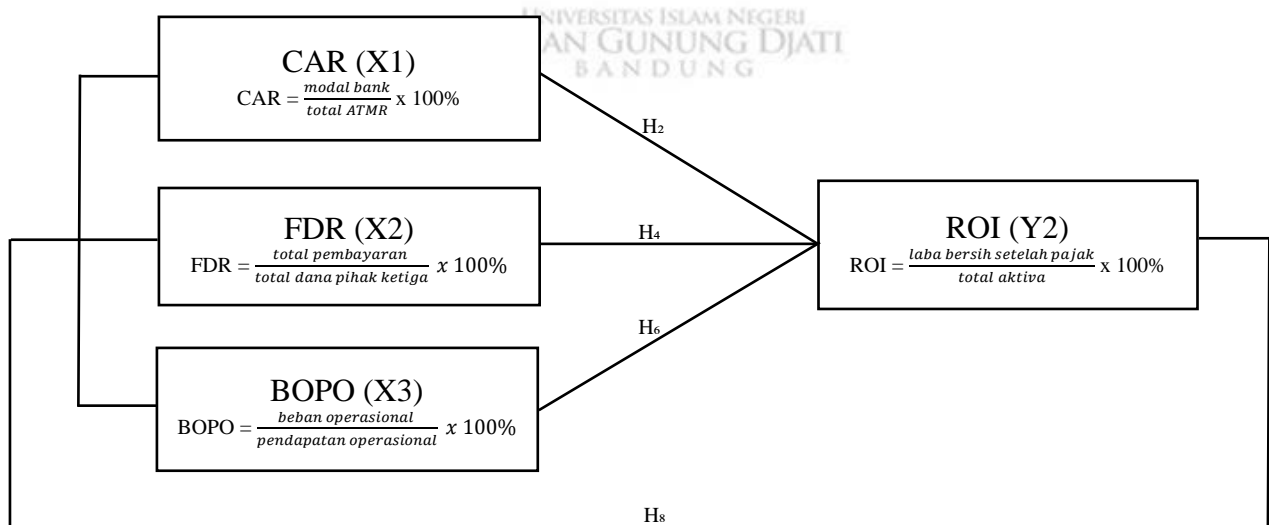 UNIVERSITAS ISLAM NEGERI
AN GUNUNG DJATI
BANDUNG
CAR (X1)
CAR = modal bank / total ATMR x 100%
H₂
FDR (X2)
FDR = total pembayaran / total dana pihak ketiga x 100%
H₄
ROI (Y2)
ROI = laba bersih setelah pajak / total aktiva x 100%
H₆
BOPO (X3)
BOPO = beban operasional / pendapatan operasional x 100%
H₈